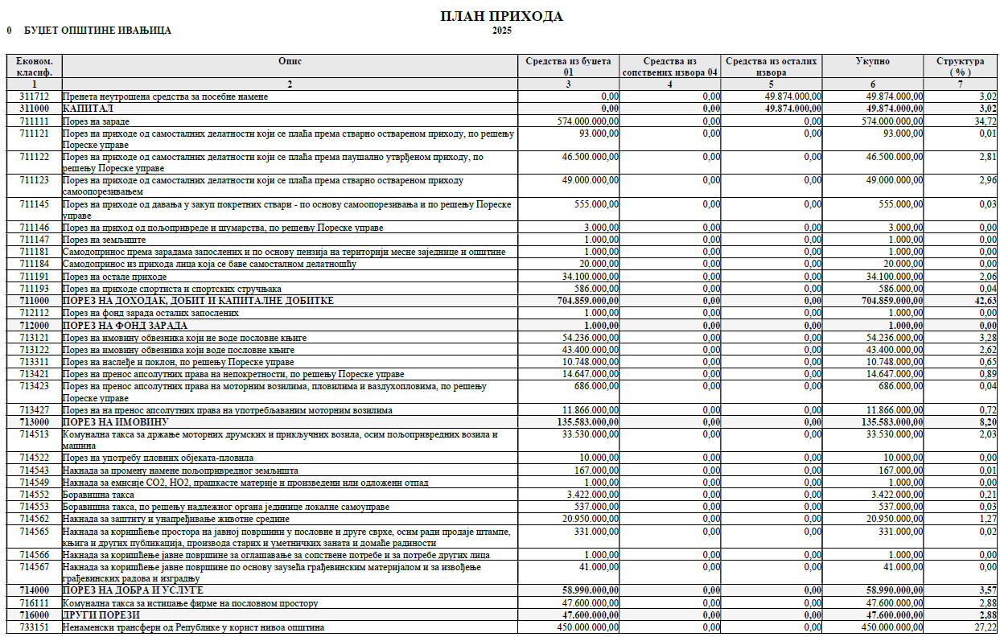 ПЛАН ПРИХОДА
0 БУЏЕТ ОПШТИНЕ ИВАЊИЦА 2025
Економ. класиф. Опис Средства из буџета 01 Средства из сопствених извора 04 Средства из осталих извора Укупно Структура ( % )
1 2 3 4 5 6 7
311712 Пренета неутрошена средства за посебне намене 0,00 0,00 49.874.000,00 49.874.000,00 3,02
311000 КАПИТАЛ 0,00 0,00 49.874.000,00 49.874.000,00 3,02
711111 Порез на зараде 574.000.000,00 0,00 0,00 574.000.000,00 34,72
711121 Порез на приходе од самосталних делатности који се плаћа према стварно оствареном приходу, по решењу 93.000,00 0,00 0,00 93.000,00 0,01
Пореске управе
711122 Порез на приходе од самосталних делатности који се плаћа према паушално утврђеном приходу, по 46.500.000,00 0,00 0,00 46.500.000,00 2,81
решењу Пореске управе
711123 Порез на приходе од самосталних делатности који се плаћа према стварно оствареном приходу 49.000.000,00 0,00 0,00 49.000.000,00 2,96
самоопорезивањем
711145 Порез на приходе од давања у закуп покретних ствари - по основу самоопорезивања и по решењу Пореске 555.000,00 0,00 0,00 555.000,00 0,03
управе
711146 Порез на приход од пољопривреде и шумарства, по решењу Пореске управе 3.000,00 0,00 0,00 3.000,00 0,00
711147 Порез на земљиште 1.000,00 0,00 0,00 1.000,00 0,00
711181 Самодопринос према зарадама запослених и по основу пензија на територији месне заједнице и општине 1.000,00 0,00 0,00 1.000,00 0,00
711184 Самодопринос из прихода лица која се баве самосталном делатношћу 20.000,00 0,00 0,00 20.000,00 0,00
711191 Порез на остале приходе 34.100.000,00 0,00 0,00 34.100.000,00 2,06
711193 Порез на приходе спортиста и спортских стручњака 586.000,00 0,00 0,00 586.000,00 0,04
711000 ПОРЕЗ НА ДОХОДАК, ДОБИТ И КАПИТАЛНЕ ДОБИТКЕ 704.859.000,00 0,00 0,00 704.859.000,00 42,63
712112 Порез на фонд зарада осталих запослених 1.000,00 0,00 0,00 1.000,00 0,00
712000 ПОРЕЗ НА ФОНД ЗАРАДА 1.000,00 0,00 0,00 1.000,00 0,00
713121 Порез на имовину обвезника који не воде пословне књиге 54.236.000,00 0,00 0,00 54.236.000,00 3,28
713122 Порез на имовину обвезника који воде пословне књиге 43.400.000,00 0,00 0,00 43.400.000,00 2,62
713311 Порез на наслеђе и поклон, по решењу Пореске управе 10.748.000,00 0,00 0,00 10.748.000,00 0,65
713421 Порез на пренос апсолутних права на непокретности, по решењу Пореске управе 14.647.000,00 0,00 0,00 14.647.000,00 0,89
713423 Порез на пренос апсолутних права на моторним возилима, пловилима и ваздухопловима, по решењу 686.000,00 0,00 0,00 686.000,00 0,04
Пореске управе
713427 Порез на на пренос апсолутних права на употребљаваним моторним возилима 11.866.000,00 0,00 0,00 11.866.000,00 0,72
713000 ПОРЕЗ НА ИМОВИНУ 135.583.000,00 0,00 0,00 135.583.000,00 8,20
714513 Комунална такса за држање моторних друмских и прикључних возила, осим пољопривредних возила и 33.530.000,00 0,00 0,00 33.530.000,00 2,03
машина
714522 Порез на употребу пловних објеката-пловила 10.000,00 0,00 0,00 10.000,00 0,00
714543 Накнада за промену намене пољопривредног земљишта 167.000,00 0,00 0,00 167.000,00 0,01
714549 Накнада за емисије СО2, НО2, прашкасте материје и произведени или одложени отпад 1.000,00 0,00 0,00 1.000,00 0,00
714552 Боравишна такса 3.422.000,00 0,00 0,00 3.422.000,00 0,21
714553 Боравишна такса, по решењу надлежног органа јединице локалне самоуправе 537.000,00 0,00 0,00 537.000,00 0,03
714562 Накнада за заштиту и унапређивање животне средине 20.950.000,00 0,00 0,00 20.950.000,00 1,27
714565 Накнада за коришћење простора на јавној површини у пословне и друге сврхе, осим ради продаје штампе, 331.000,00 0,00 0,00 331.000,00 0,02
књига и других публикација, производа старих и уметничких заната и домаће радиности
714566 Накнада за коришћење јавне површине за оглашавање за сопствене потребе и за потребе других лица 1.000,00 0,00 0,00 1.000,00 0,00
714567 Накнада за коришћење јавне површине по основу заузећа грађевинским материјалом и за извођење 41.000,00 0,00 0,00 41.000,00 0,00
грађевинских радова и изградњу
714000 ПОРЕЗ НА ДОБРА И УСЛУГЕ 58.990.000,00 0,00 0,00 58.990.000,00 3,57
716111 Комунална такса за истицање фирме на пословном простору 47.600.000,00 0,00 0,00 47.600.000,00 2,88
716000 ДРУГИ ПОРЕЗИ 47.600.000,00 0,00 0,00 47.600.000,00 2,88
733151 Ненаменски трансфери од Републике у корист нивоа општина 450.000.000,00 0,00 0,00 450.000.000,00 27,22